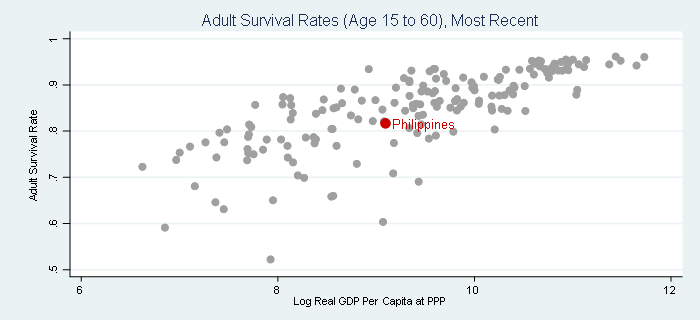 Adult Survival Rates (Age 15 to 60), Most Recent
Adult Survival Rate
1
.9
.8
.7
.6
.5
Philippines
6
8
10
12
Log Real GDP Per Capita at PPP